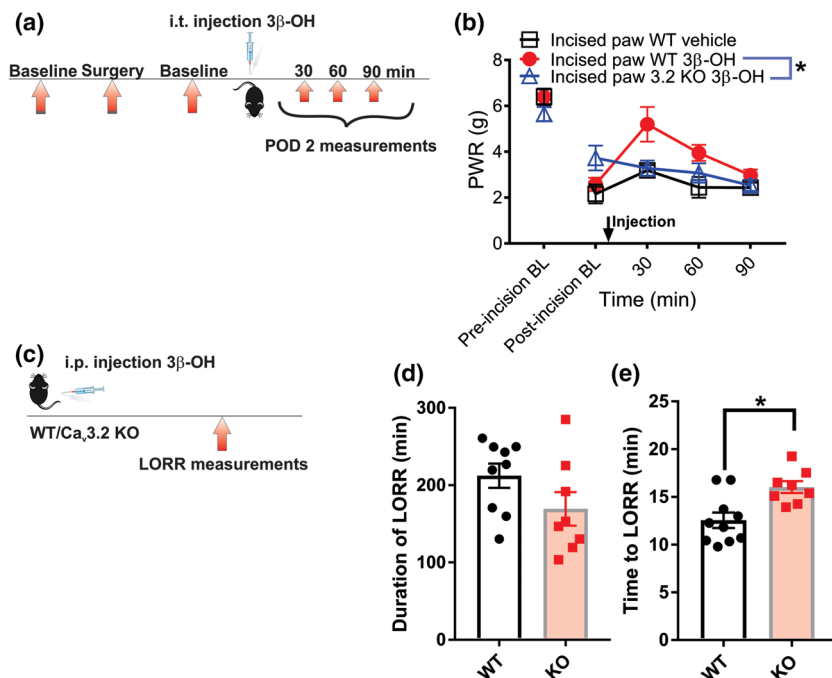 (a)
i.t. injection 3β-OH
Baseline Surgery Baseline 30 60 90 min
POD 2 measurements
(b)
Incised paw WT vehicle
Incised paw WT 3β-OH
Incised paw 3.2 KO 3β-OH
*
8
6
4
2
0
PWR (g)
Injection
Pre-incision BL
Post-incision BL
30
60
90
Time (min)
(c)
i.p. injection 3β-OH
WT/Cav3.2 KO
LORR measurements
(d)
300
200
100
0
Duration of LORR (min)
WT
KO
(e)
*
25
20
15
10
5
0
Time to LORR (min)
WT
KO